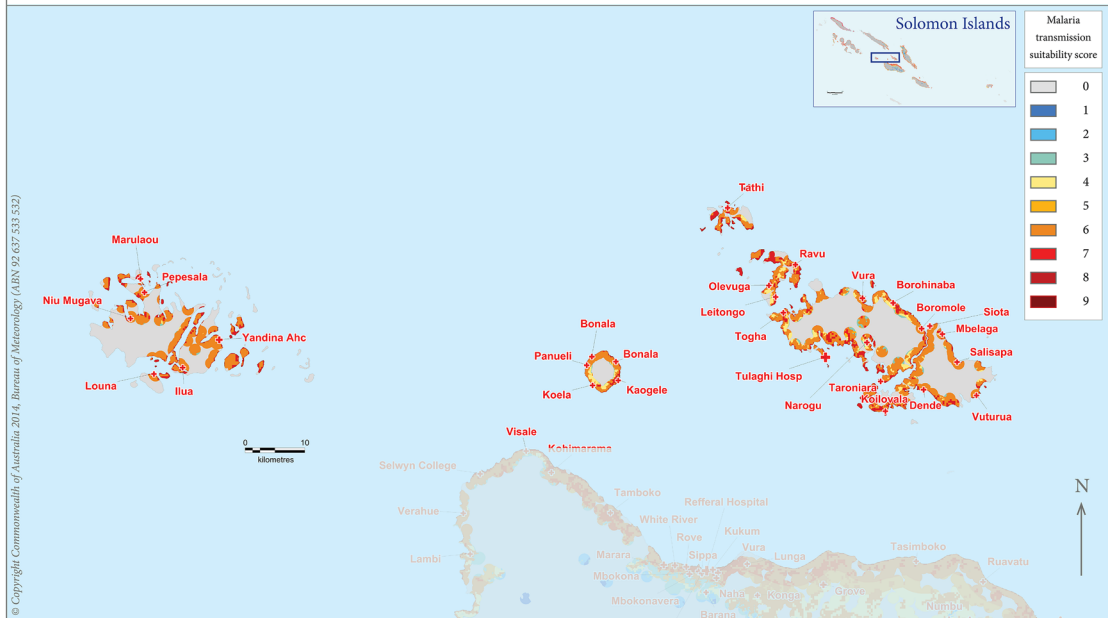 Solomon Islands
Malaria
transmission
suitability score
0
1
2
3
4
5
6
7
8
9
Tathi
Marulaou
Pepesala
Niu Mugava
Yandina Ahc
Louna
Ilua
Ravu
Olevuga
Leitongo
Togha
Vura
Borohinaba
Boromole
Siota
Mbelaga
Salisapa
Tulaghi Hosp
Narogu
Taroniara
Koilovala
Dende
Vuturua
Bonala
Panueli
Bonala
Koela
Kaogele
0 10
kilometres
Visale
Kohimarama
Selwyn College
Verahue
Lambi
Tamboko
White River
Refferal Hospital
Rove
Kukum
Sippa
Vura
Lunga
Tasimboko
Ruavatu
Marara
Mbokona
Mbokonavera
Naha
Konga
Grove
Numbu
Barana
N
© Copyright Commonwealth of Australia 2014, Bureau of Meteorology (ABN 92 637 533 532)